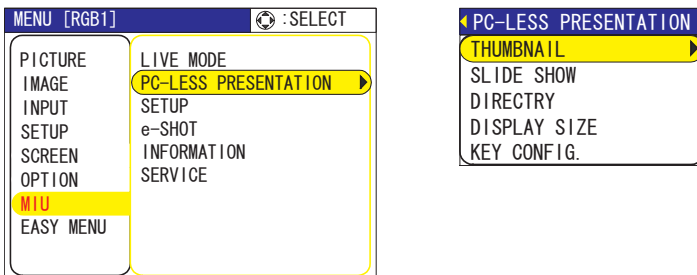 MENU [RGB1] :SELECT
PICTURE
IMAGE
INPUT
SETUP
SCREEN
OPTION
MIU
EASY MENU
LIVE MODE
PC-LESS PRESENTATION
SETUP
e-SHOT
INFORMATION
SERVICE
PC-LESS PRESENTATION
THUMBNAIL
SLIDE SHOW
DIRECTRY
DISPLAY SIZE
KEY CONFIG.